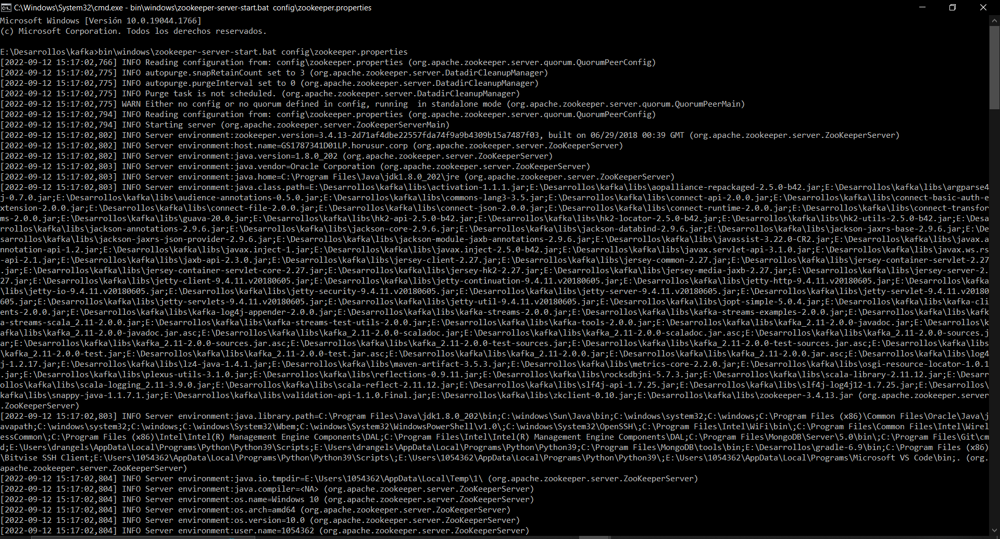 C:\Windows\System32\cmd.exe - bin\windows\zookeeper-server-start.bat  config\zookeeper.properties
Microsoft Windows [Versión 10.0.19044.1766]
(c) Microsoft Corporation. Todos los derechos reservados.
E:\Desarrollos\kafka>bin\windows\zookeeper-server-start.bat config\zookeeper.properties
[2022-09-12 15:17:02,766] INFO Reading configuration from: config\zookeeper.properties (org.apache.zookeeper.server.quorum.QuorumPeerConfig)
[2022-09-12 15:17:02,775] INFO autopurge.snapRetainCount set to 3 (org.apache.zookeeper.server.DatadirCleanupManager)
[2022-09-12 15:17:02,775] INFO autopurge.purgeInterval set to 0 (org.apache.zookeeper.server.DatadirCleanupManager)
[2022-09-12 15:17:02,775] INFO Purge task is not scheduled. (org.apache.zookeeper.server.DatadirCleanupManager)
[2022-09-12 15:17:02,775] WARN Either no config or no quorum defined in config, running  in standalone mode (org.apache.zookeeper.server.quorum.QuorumPeerMain)
[2022-09-12 15:17:02,794] INFO Reading configuration from: config\zookeeper.properties (org.apache.zookeeper.server.quorum.QuorumPeerConfig)
[2022-09-12 15:17:02,794] INFO Starting server (org.apache.zookeeper.server.ZooKeeperServerMain)
[2022-09-12 15:17:02,802] INFO Server environment:zookeeper.version=3.4.13-2d71af4dbe22557fda74f9a9b4309b15a7487f03, built on 06/29/2018 00:39 GMT (org.apache.zookeeper.server.ZooKeeperServer)
[2022-09-12 15:17:02,802] INFO Server environment:host.name=GS1787341D01LP.horusur.corp (org.apache.zookeeper.server.ZooKeeperServer)
[2022-09-12 15:17:02,802] INFO Server environment:java.version=1.8.0_202 (org.apache.zookeeper.server.ZooKeeperServer)
[2022-09-12 15:17:02,803] INFO Server environment:java.vendor=Oracle Corporation (org.apache.zookeeper.server.ZooKeeperServer)
[2022-09-12 15:17:02,803] INFO Server environment:java.home=C:\Program Files\Java\jdk1.8.0_202\jre (org.apache.zookeeper.server.ZooKeeperServer)
[2022-09-12 15:17:02,803] INFO Server environment:java.class.path=E:\Desarrollos\kafka\libs\activation-1.1.1.jar;E:\Desarrollos\kafka\libs\aopalliance-repackaged-2.5.0-b42.jar;E:\Desarrollos\kafka\libs\argparse4
j-0.7.0.jar;E:\Desarrollos\kafka\libs\audience-annotations-0.5.0.jar;E:\Desarrollos\kafka\libs\commons-lang3-3.5.jar;E:\Desarrollos\kafka\libs\connect-api-2.0.0.jar;E:\Desarrollos\kafka\libs\connect-basic-auth-e
xtension-2.0.0.jar;E:\Desarrollos\kafka\libs\connect-file-2.0.0.jar;E:\Desarrollos\kafka\libs\connect-json-2.0.0.jar;E:\Desarrollos\kafka\libs\connect-runtime-2.0.0.jar;E:\Desarrollos\kafka\libs\connect-transfor
ms-2.0.0.jar;E:\Desarrollos\kafka\libs\guava-20.0.jar;E:\Desarrollos\kafka\libs\hk2-api-2.5.0-b42.jar;E:\Desarrollos\kafka\libs\hk2-locator-2.5.0-b42.jar;E:\Desarrollos\kafka\libs\hk2-utils-2.5.0-b42.jar;E:\Desa
rrollos\kafka\libs\jackson-annotations-2.9.6.jar;E:\Desarrollos\kafka\libs\jackson-core-2.9.6.jar;E:\Desarrollos\kafka\libs\jackson-databind-2.9.6.jar;E:\Desarrollos\kafka\libs\jackson-jaxrs-base-2.9.6.jar;E:\De
sarrollos\kafka\libs\jackson-jaxrs-json-provider-2.9.6.jar;E:\Desarrollos\kafka\libs\jackson-module-jaxb-annotations-2.9.6.jar;E:\Desarrollos\kafka\libs\javassist-3.22.0-CR2.jar;E:\Desarrollos\kafka\libs\javax.a
nnotation-api-1.2.jar;E:\Desarrollos\kafka\libs\javax.inject-1.jar;E:\Desarrollos\kafka\libs\javax.inject-2.5.0-b42.jar;E:\Desarrollos\kafka\libs\javax.servlet-api-3.1.0.jar;E:\Desarrollos\kafka\libs\javax.ws.rs
-api-2.1.jar;E:\Desarrollos\kafka\libs\jaxb-api-2.3.0.jar;E:\Desarrollos\kafka\libs\jersey-client-2.27.jar;E:\Desarrollos\kafka\libs\jersey-common-2.27.jar;E:\Desarrollos\kafka\libs\jersey-container-servlet-2.27
.jar;E:\Desarrollos\kafka\libs\jersey-container-servlet-core-2.27.jar;E:\Desarrollos\kafka\libs\jersey-hk2-2.27.jar;E:\Desarrollos\kafka\libs\jersey-media-jaxb-2.27.jar;E:\Desarrollos\kafka\libs\jersey-server-2.
27.jar;E:\Desarrollos\kafka\libs\jetty-client-9.4.11.v20180605.jar;E:\Desarrollos\kafka\libs\jetty-continuation-9.4.11.v20180605.jar;E:\Desarrollos\kafka\libs\jetty-http-9.4.11.v20180605.jar;E:\Desarrollos\kafka
\libs\jetty-io-9.4.11.v20180605.jar;E:\Desarrollos\kafka\libs\jetty-security-9.4.11.v20180605.jar;E:\Desarrollos\kafka\libs\jetty-server-9.4.11.v20180605.jar;E:\Desarrollos\kafka\libs\jetty-servlet-9.4.11.v20180
605.jar;E:\Desarrollos\kafka\libs\jetty-servlets-9.4.11.v20180605.jar;E:\Desarrollos\kafka\libs\jetty-util-9.4.11.v20180605.jar;E:\Desarrollos\kafka\libs\jopt-simple-5.0.4.jar;E:\Desarrollos\kafka\libs\kafka-cli
ents-2.0.0.jar;E:\Desarrollos\kafka\libs\kafka-log4j-appender-2.0.0.jar;E:\Desarrollos\kafka\libs\kafka-streams-2.0.0.jar;E:\Desarrollos\kafka\libs\kafka-streams-examples-2.0.0.jar;E:\Desarrollos\kafka\libs\kafk
a-streams-scala_2.11-2.0.0.jar;E:\Desarrollos\kafka\libs\kafka-streams-test-utils-2.0.0.jar;E:\Desarrollos\kafka\libs\kafka-tools-2.0.0.jar;E:\Desarrollos\kafka\libs\kafka_2.11-2.0.0-javadoc.jar;E:\Desarrollos\k
afka\libs\kafka_2.11-2.0.0-javadoc.jar.asc;E:\Desarrollos\kafka\libs\kafka_2.11-2.0.0-scaladoc.jar;E:\Desarrollos\kafka\libs\kafka_2.11-2.0.0-scaladoc.jar.asc;E:\Desarrollos\kafka\libs\kafka_2.11-2.0.0-sources.j
ar;E:\Desarrollos\kafka\libs\kafka_2.11-2.0.0-sources.jar.asc;E:\Desarrollos\kafka\libs\kafka_2.11-2.0.0-test-sources.jar;E:\Desarrollos\kafka\libs\kafka_2.11-2.0.0-test-sources.jar.asc;E:\Desarrollos\kafka\libs
\kafka_2.11-2.0.0-test.jar;E:\Desarrollos\kafka\libs\kafka_2.11-2.0.0-test.jar.asc;E:\Desarrollos\kafka\libs\kafka_2.11-2.0.0.jar;E:\Desarrollos\kafka\libs\kafka_2.11-2.0.0.jar.asc;E:\Desarrollos\kafka\libs\log4
j-1.2.17.jar;E:\Desarrollos\kafka\libs\lz4-java-1.4.1.jar;E:\Desarrollos\kafka\libs\maven-artifact-3.5.3.jar;E:\Desarrollos\kafka\libs\metrics-core-2.2.0.jar;E:\Desarrollos\kafka\libs\osgi-resource-locator-1.0.1
.jar;E:\Desarrollos\kafka\libs\plexus-utils-3.1.0.jar;E:\Desarrollos\kafka\libs\reflections-0.9.11.jar;E:\Desarrollos\kafka\libs\rocksdbjni-5.7.3.jar;E:\Desarrollos\kafka\libs\scala-library-2.11.12.jar;E:\Desarr
ollos\kafka\libs\scala-logging_2.11-3.9.0.jar;E:\Desarrollos\kafka\libs\scala-reflect-2.11.12.jar;E:\Desarrollos\kafka\libs\slf4j-api-1.7.25.jar;E:\Desarrollos\kafka\libs\slf4j-log4j12-1.7.25.jar;E:\Desarrollos\
kafka\libs\snappy-java-1.1.7.1.jar;E:\Desarrollos\kafka\libs\validation-api-1.1.0.Final.jar;E:\Desarrollos\kafka\libs\zkclient-0.10.jar;E:\Desarrollos\kafka\libs\zookeeper-3.4.13.jar (org.apache.zookeeper.server
.ZooKeeperServer)
[2022-09-12 15:17:02,803] INFO Server environment:java.library.path=C:\Program Files\Java\jdk1.8.0_202\bin;C:\windows\Sun\Java\bin;C:\windows\system32;C:\windows;C:\Program Files (x86)\Common Files\Oracle\Java\j
avapath;C:\windows\system32;C:\windows;C:\windows\System32\Wbem;C:\windows\System32\WindowsPowerShell\v1.0\;C:\windows\System32\OpenSSH\;C:\Program Files\Intel\WiFi\bin\;C:\Program Files\Common Files\Intel\Wirel
essCommon\;C:\Program Files (x86)\Intel\Intel(R) Management Engine Components\DAL;C:\Program Files\Intel\Intel(R) Management Engine Components\DAL;C:\Program Files\MongoDB\Server\5.0\bin\;C:\Program Files\Git\cm
d;E:\Users\drangels\AppData\Local\Programs\Python\Python39\Scripts;E:\Users\drangels\AppData\Local\Programs\Python\Python39;C:\Program Files\MongoDB\tools\bin;E:\Desarrollos\gradle-6.9\bin;C:\Program Files (x86)
\Bitvise SSH Client;E:\Users\1054362\AppData\Local\Programs\Python\Python39\Scripts\;E:\Users\1054362\AppData\Local\Programs\Python\Python39\;E:\Users\1054362\AppData\Local\Programs\Microsoft VS Code\bin;. (org.
apache.zookeeper.server.ZooKeeperServer)
[2022-09-12 15:17:02,804] INFO Server environment:java.io.tmpdir=E:\Users\1054362\AppData\Local\Temp\1\ (org.apache.zookeeper.server.ZooKeeperServer)
[2022-09-12 15:17:02,804] INFO Server environment:java.compiler=<NA> (org.apache.zookeeper.server.ZooKeeperServer)
[2022-09-12 15:17:02,804] INFO Server environment:os.name=Windows 10 (org.apache.zookeeper.server.ZooKeeperServer)
[2022-09-12 15:17:02,804] INFO Server environment:os.arch=amd64 (org.apache.zookeeper.server.ZooKeeperServer)
[2022-09-12 15:17:02,804] INFO Server environment:os.version=10.0 (org.apache.zookeeper.server.ZooKeeperServer)
[2022-09-12 15:17:02,804] INFO Server environment:user.name=1054362 (org.apache.zookeeper.server.ZooKeeperServer)